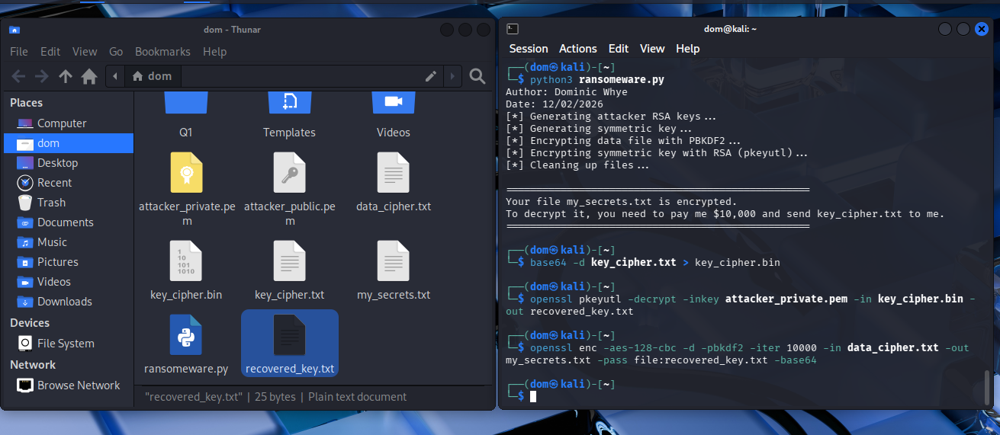 dom - Thunar
File Edit View Go Bookmarks Help
dom
Places
Computer
dom
Desktop
Recent
Trash
Documents
Music
Pictures
Videos
Downloads
Devices
File System
Network
Browse Network
Q1 Templates Videos
attacker_private.pe
m
attacker_public.pe
m
data_cipher.txt
key_cipher.bin key_cipher.txt my_secrets.txt
ransomeware.py recovered_key.txt
"recovered_key.txt" | 25 bytes | Plain text document
dom@kali: ~
Session Actions Edit View Help
┌──(dom㉿kali)-[~]
└─$ python3 ransomeware.py
Author: Dominic Whye
Date: 12/02/2026
[*] Generating attacker RSA keys...
[*] Generating symmetric key...
[*] Encrypting data file with PBKDF2...
[*] Encrypting symmetric key with RSA (pkeyutl)...
[*] Cleaning up files...
==================================================
Your file my_secrets.txt is encrypted.
To decrypt it, you need to pay me $10,000 and send key_cipher.txt to me.
==================================================
┌──(dom㉿kali)-[~]
└─$ base64 -d key_cipher.txt > key_cipher.bin
┌──(dom㉿kali)-[~]
└─$ openssl pkeyutl -decrypt -inkey attacker_private.pem -in key_cipher.bin -
out recovered_key.txt
┌──(dom㉿kali)-[~]
└─$ openssl enc -aes-128-cbc -d -pbkdf2 -iter 10000 -in data_cipher.txt -out
my_secrets.txt -pass file:recovered_key.txt -base64
┌──(dom㉿kali)-[~]
└─$